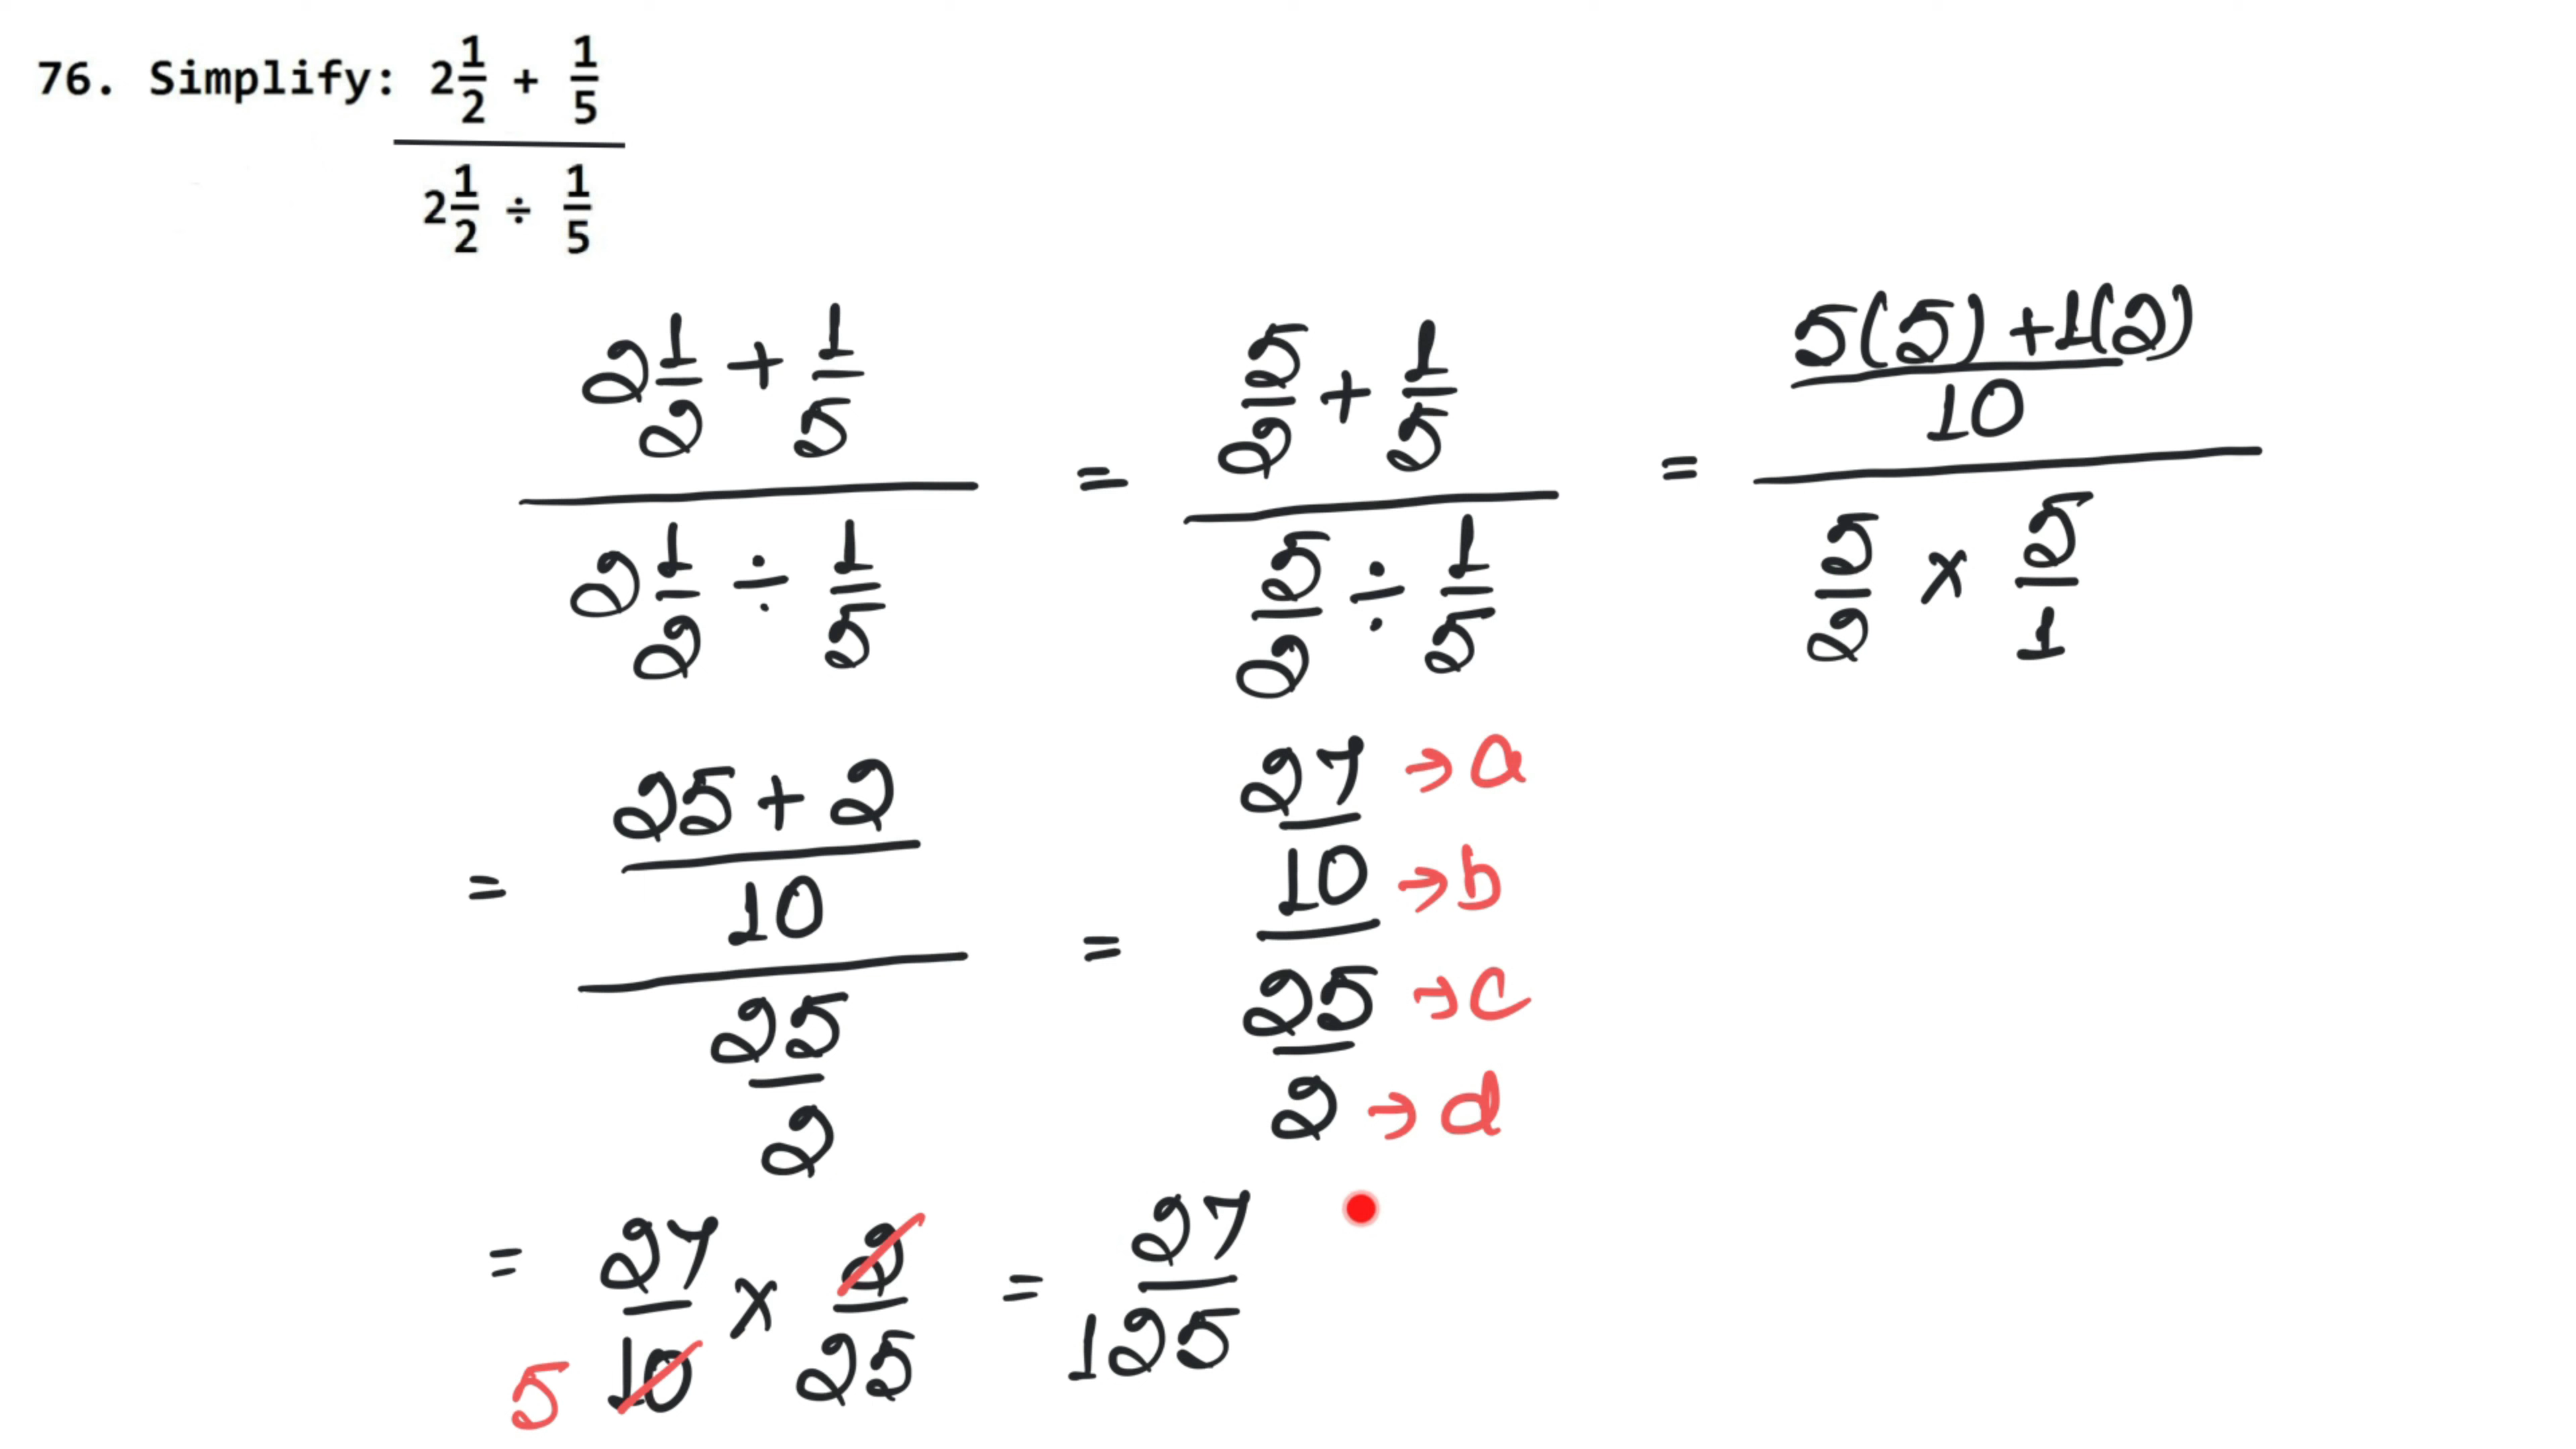 76. Simplify: 2 1/2 + 1/5
2 1/2 ÷ 1/5
2 1/2 + 1/5
2 1/2 ÷ 1/5
= 5/2 + 1/5
5/2 ÷ 1/5
= 5(5) + 1(2)
10
5/2 × 5/1
= 25 + 2
10
25
2
= 27 → a
10 → b
25 → c
2 → d
= 27/10 × 2/25 = 27/125
5